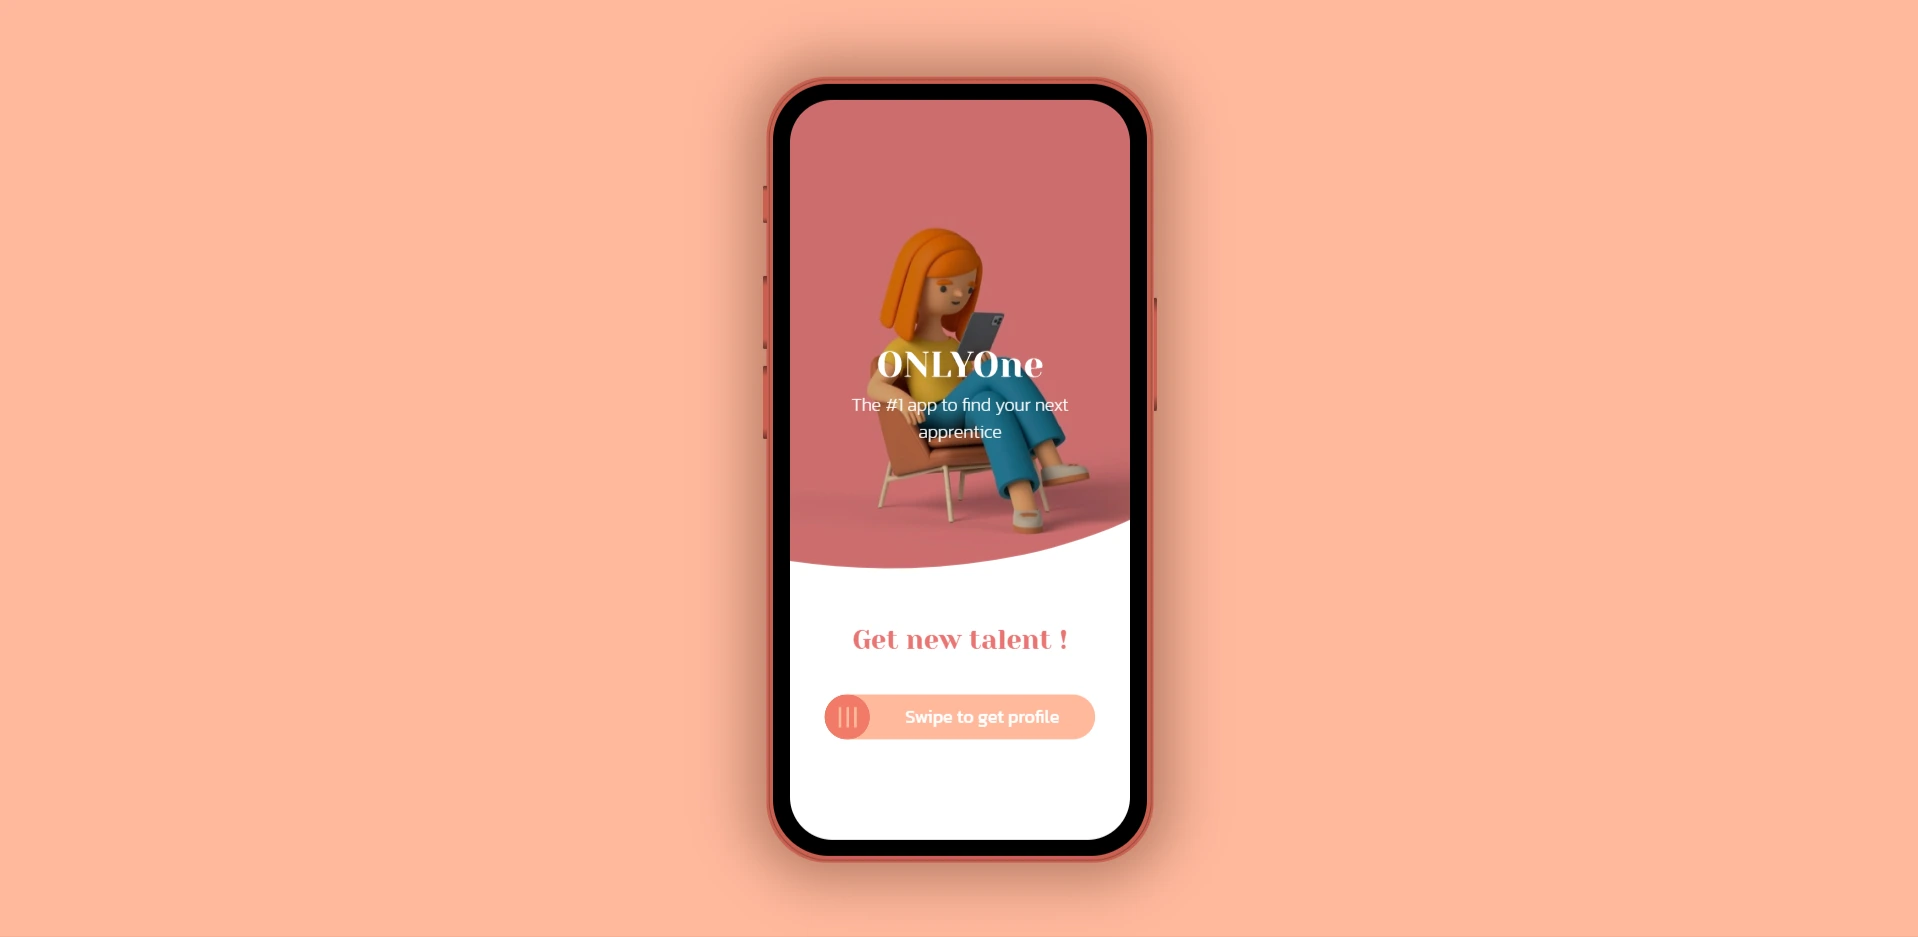 ONLYOne
The #1 app to find your next
apprentice
Get new talent !
Swipe to get profile